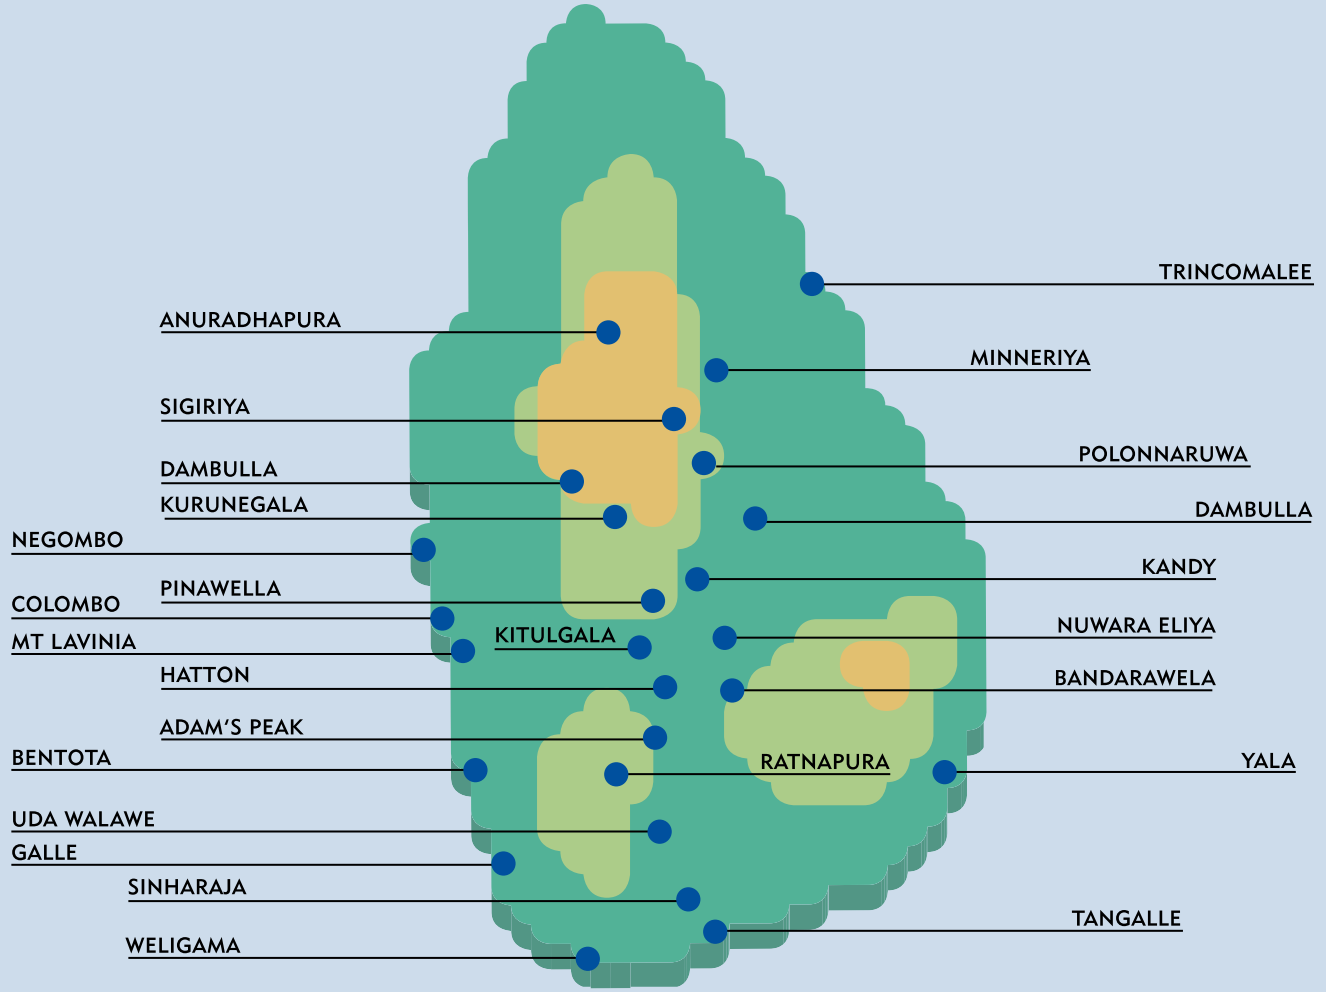 TRINCOMALEE
ANURADHAPURA
MINNERIYA
SIGIRIYA
POLONNARUWA
DAMBULLA
KURUNEGALA
DAMBULLA
NEGOMBO
KANDY
PINAWELLA
COLOMBO
NUWARA ELIYA
KITULGALA
MT LAVINIA
HATTON
BANDARAWELA
ADAM'S PEAK
BENTOTA
RATNAPURA
YALA
UDA WALAWE
GALLE
SINHARAJA
TANGALLE
WELIGAMA